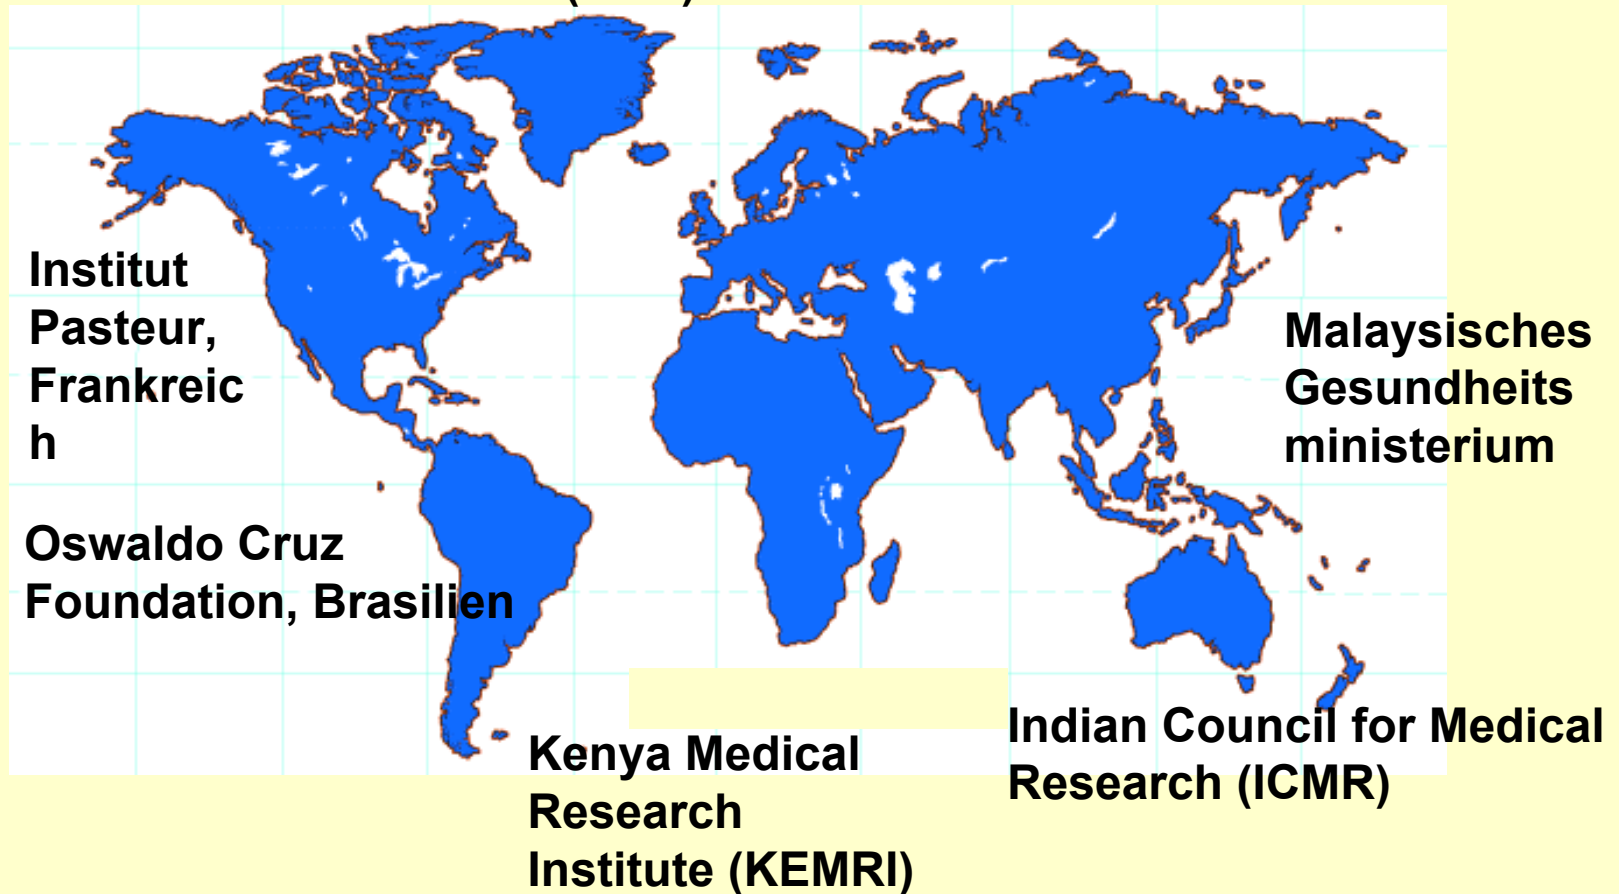 Institut
Pasteur,
Frankreic
h
Malaysisches
Gesundheits
ministerium
Oswaldo Cruz
Foundation, Brasilien
Indian Council for Medical
Research (ICMR)
Kenya Medical
Research
Institute (KEMRI)